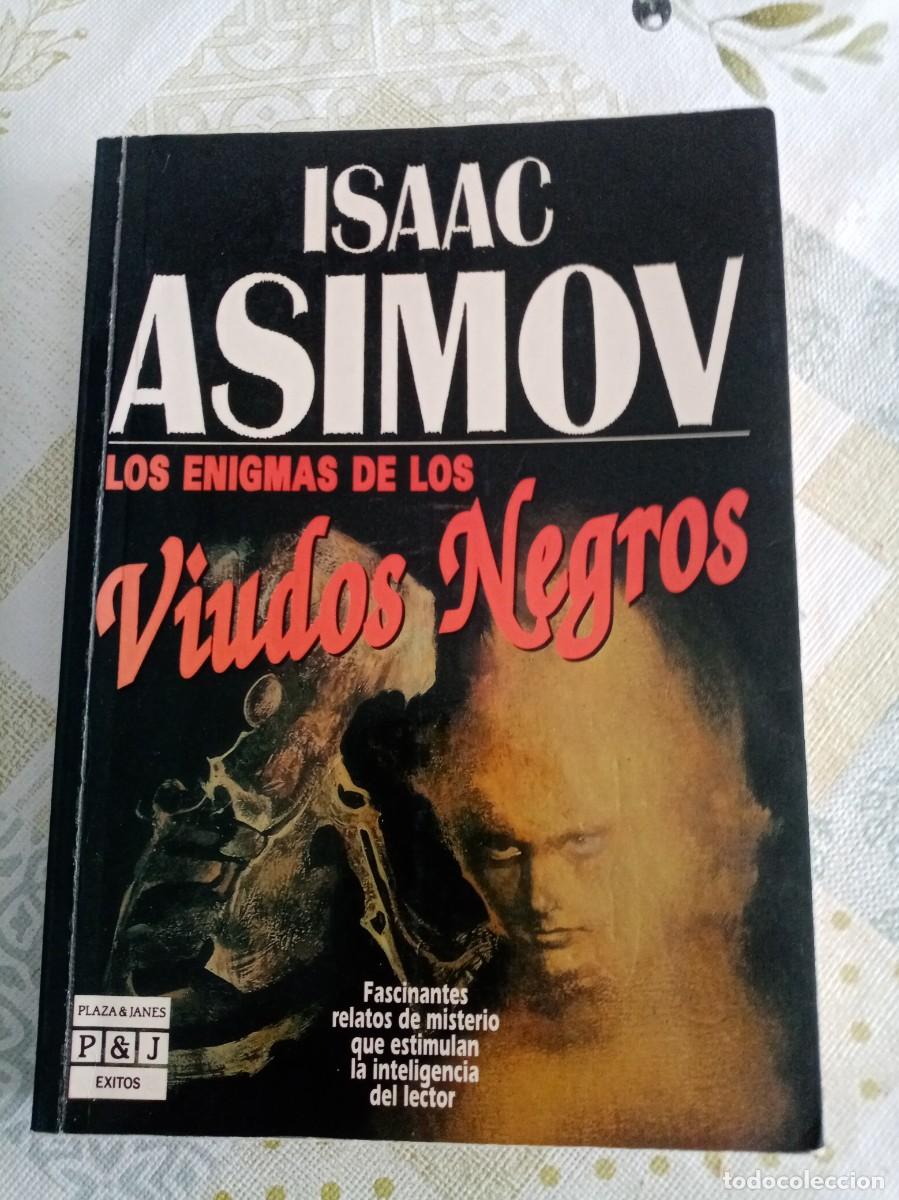 ISAAC
ASIMOV
LOS ENIGMAS DE LOS
Viudos Negros
Fascinantes
relatos de misterio
que estimulan
la inteligencia
del lector
PLAZA & JANES
P & J
EXITOS
todocoleccion